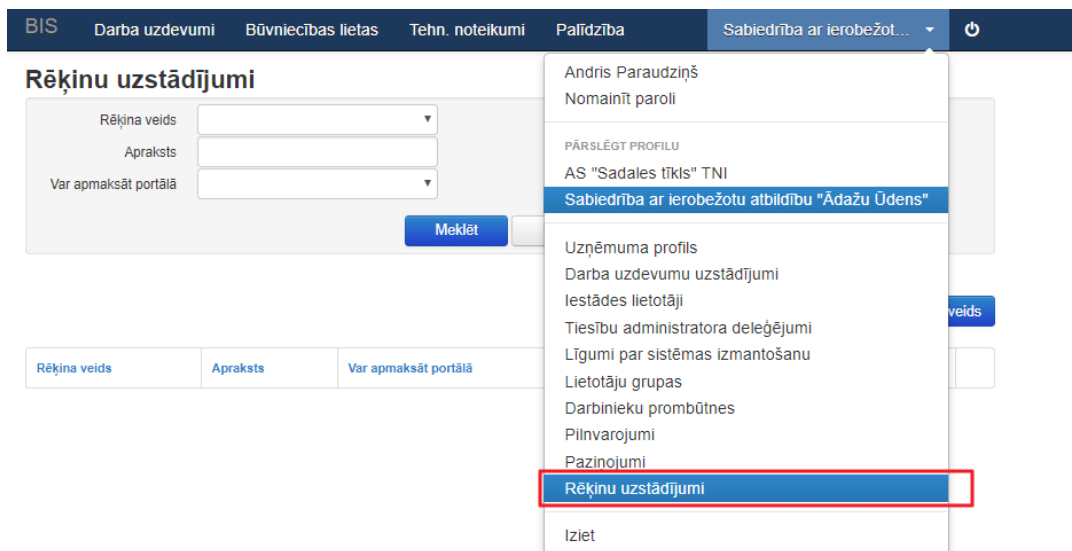 BIS Darba uzdevumi Būvniecības lietas Tehn. noteikumi Palīdzība Sabiedrība ar ierobežot...
Rēķinu uzstādījumi
Rēķina veids
Apraksts
Var apmaksāt portālā
Meklēt
veids
Rēķina veids Apraksts Var apmaksāt portālā
Andris Paraudziņš
Nomainīt paroli
PĀRSLĒGT PROFILU
AS "Sadales tīkls" TNI
Sabiedrība ar ierobežotu atbildību "Ādažu Ūdens"
Uzņēmuma profils
Darba uzdevumu uzstādījumi
Iestādes lietotāji
Tiesību administratora deleģējumi
Līgumi par sistēmas izmantošanu
Lietotāju grupas
Darbinieku prombūtnes
Pilnvarojumi
Paziņojumi
Rēķinu uzstādījumi
Iziet